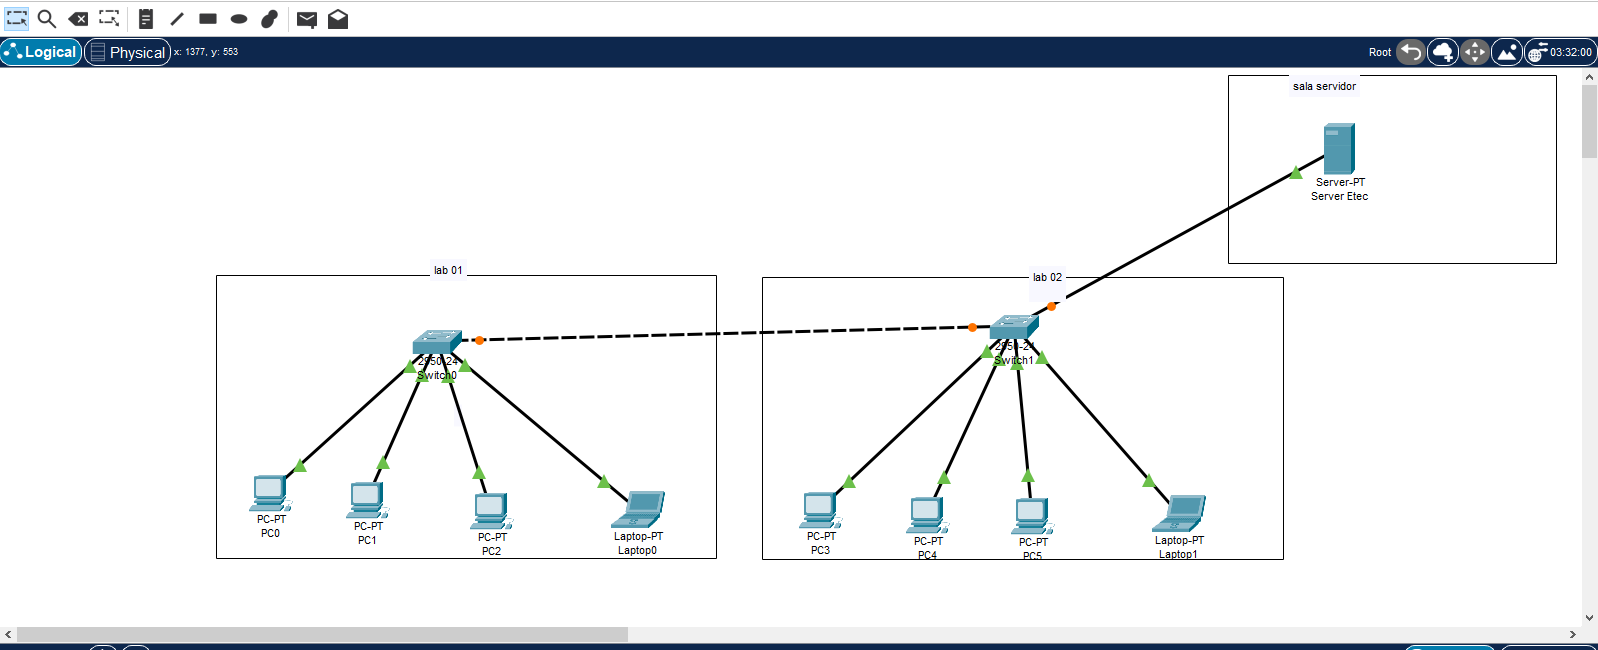 Logical
Physical
x: 1377, y: 553
Root
03:32:00
sala servidor
Server-PT
Server Etec
lab 01
lab 02
2950-24
Switch0
2950-24
Switch1
PC-PT
PC0
PC-PT
PC1
PC-PT
PC2
Laptop-PT
Laptop0
PC-PT
PC3
PC-PT
PC4
PC-PT
PC5
Laptop-PT
Laptop1